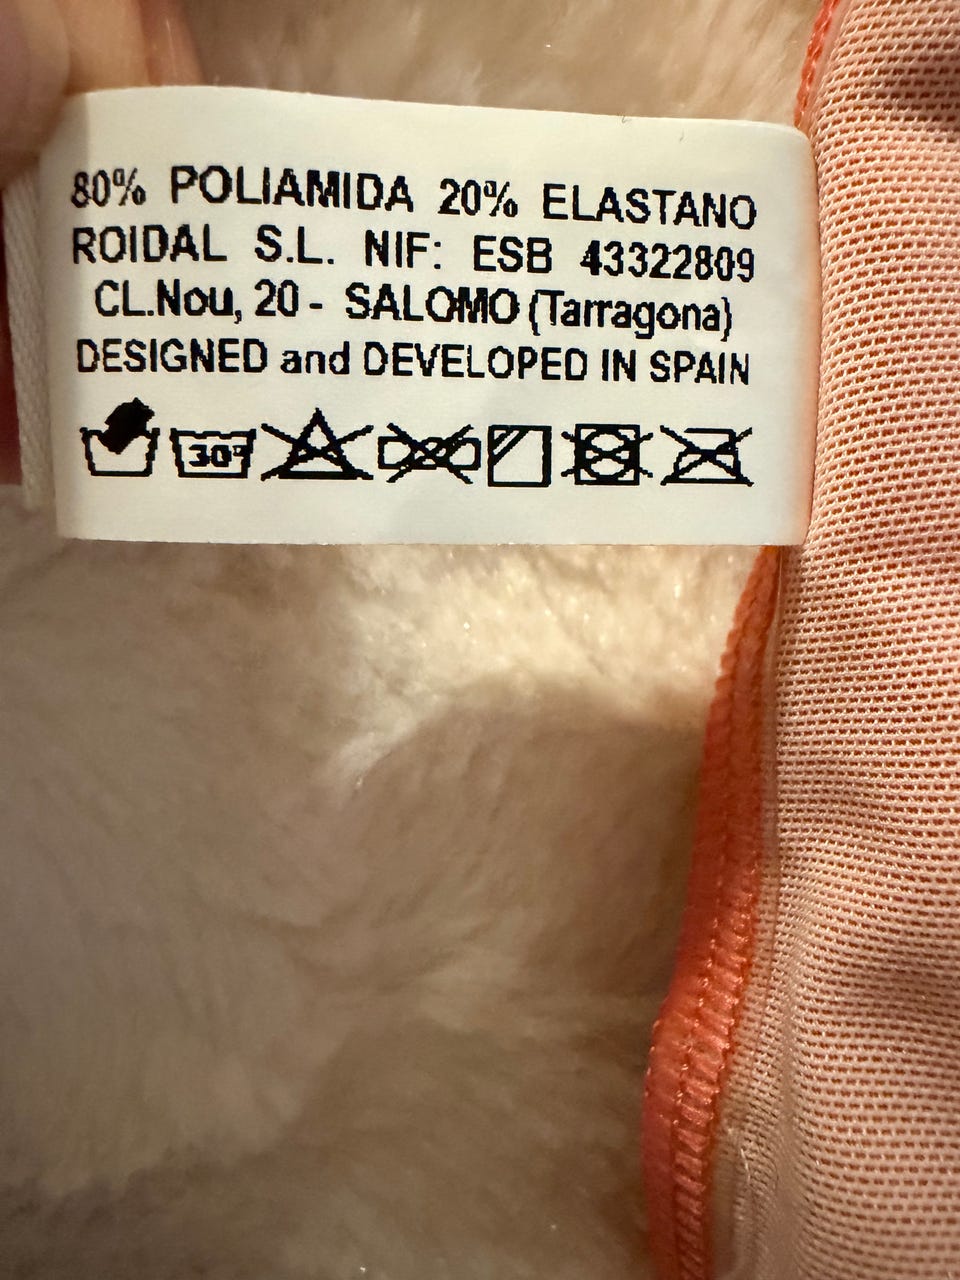 80% POLIAMIDA 20% ELASTANO
ROIDAL S.L. NIF: ESB 43322809
CL.Nou, 20 - SALOMO (Tarragona)
DESIGNED and DEVELOPED IN SPAIN
30°